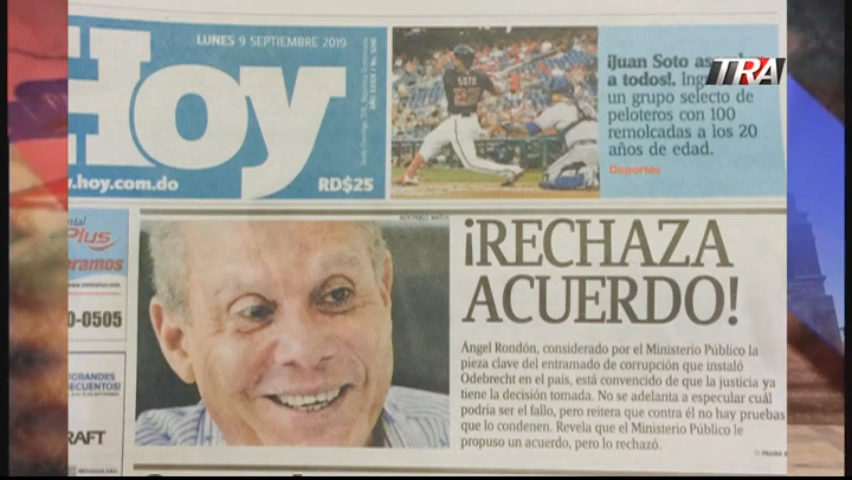 Hoy
LUNES 9 SEPTIEMBRE 2019
www.hoy.com.do
RD$25
¡Juan Soto
a todos!.
un grupo selecto de
peloteros con 100
remolcadas a los 20
años de edad.
Deportes
TRA
SOTO
22
Plus
0-0505
¡RECHAZA
ACUERDO!
Ángel Rondón, considerado por el Ministerio Público la
pieza clave del entramado de corrupción que instaló
Odebrecht en el país, está convencido de que la justicia ya
tiene la decisión tomada. No se adelanta a especular cuál
podría ser el fallo, pero reitera que contra él no hay pruebas
que lo condenen. Revela que el Ministerio Público le
propuso un acuerdo, pero lo rechazó.